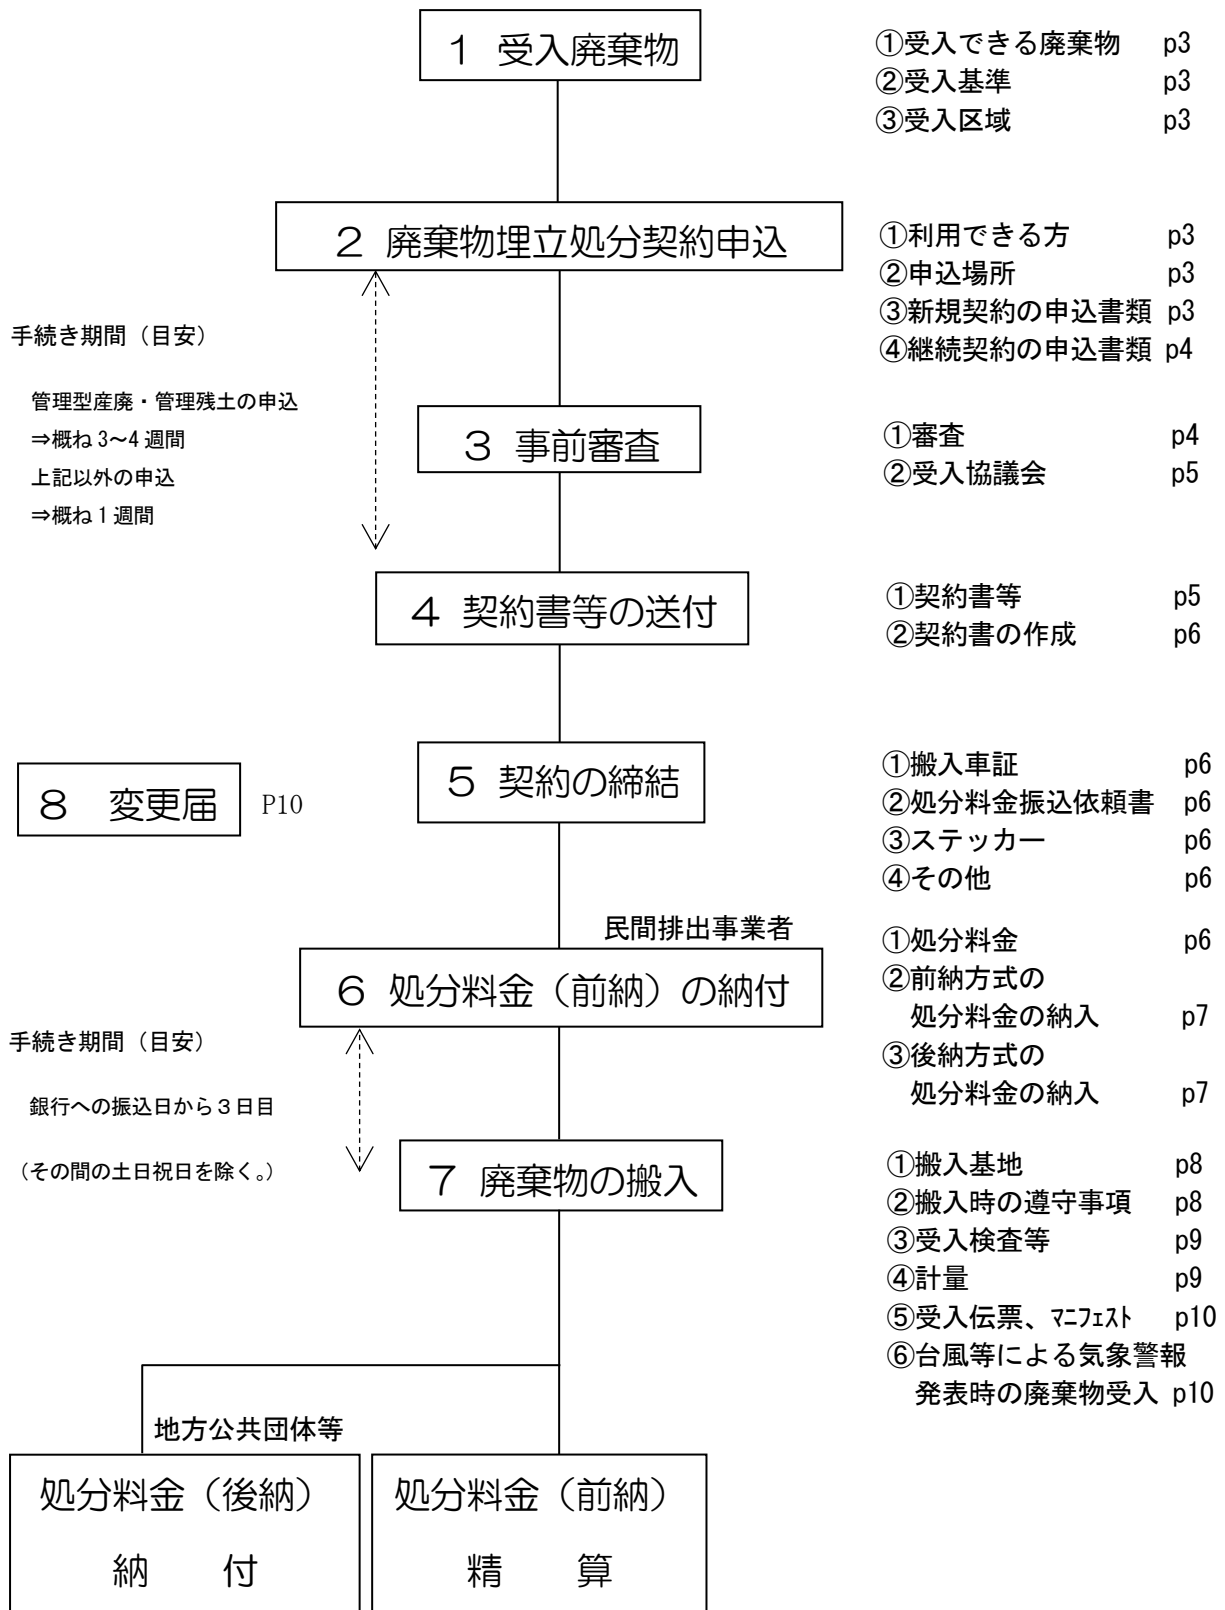 １ 受入廃棄物
①受入できる廃棄物 p3
②受入基準 p3
③受入区域 p3
２ 廃棄物埋立処分契約申込
①利用できる方 p3
②申込場所 p3
③新規契約の申込書類 p3
④継続契約の申込書類 p4
手続き期間（目安）
管理型産廃・管理残土の申込
⇒概ね3～4週間
上記以外の申込
⇒概ね1週間
３ 事前審査
①審査 p4
②受入協議会 p5
４ 契約書等の送付
①契約書等 p5
②契約書の作成 p6
８ 変更届 P10
５ 契約の締結
①搬入車証 p6
②処分料金振込依頼書 p6
③ステッカー p6
④その他 p6
民間排出事業者
６ 処分料金（前納）の納付
①処分料金 p6
②前納方式の
処分料金の納入 p7
③後納方式の
処分料金の納入 p7
手続き期間（目安）
銀行への振込日から３日目
（その間の土日祝日を除く。）
７ 廃棄物の搬入
①搬入基地 p8
②搬入時の遵守事項 p8
③受入検査等 p9
④計量 p9
⑤受入伝票、ﾏﾆﾌｪｽﾄ p10
⑥台風等による気象警報
発表時の廃棄物受入 p10
地方公共団体等
処分料金（後納）
納 付
処分料金（前納）
精 算